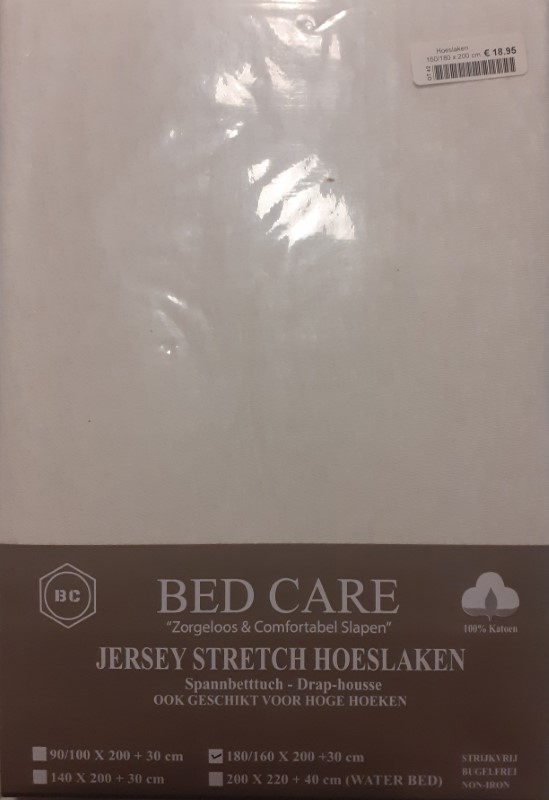 Hoeslaken
160/180 x 200 cm € 18.95
BC
BED CARE
"Zorgeloos & Comfortabel Slapen"
100% Katoen
JERSEY STRETCH HOESLAKEN
Spannbetttuch - Drap-housse
OOK GESCHIKT VOOR HOGE HOEKEN
90/100 X 200 + 30 cm
180/160 X 200 +30 cm
140 X 200 + 30 cm
200 X 220 + 40 cm (WATER BED)
STRIJKVRIJ
BUGELFREI
NON-IRON